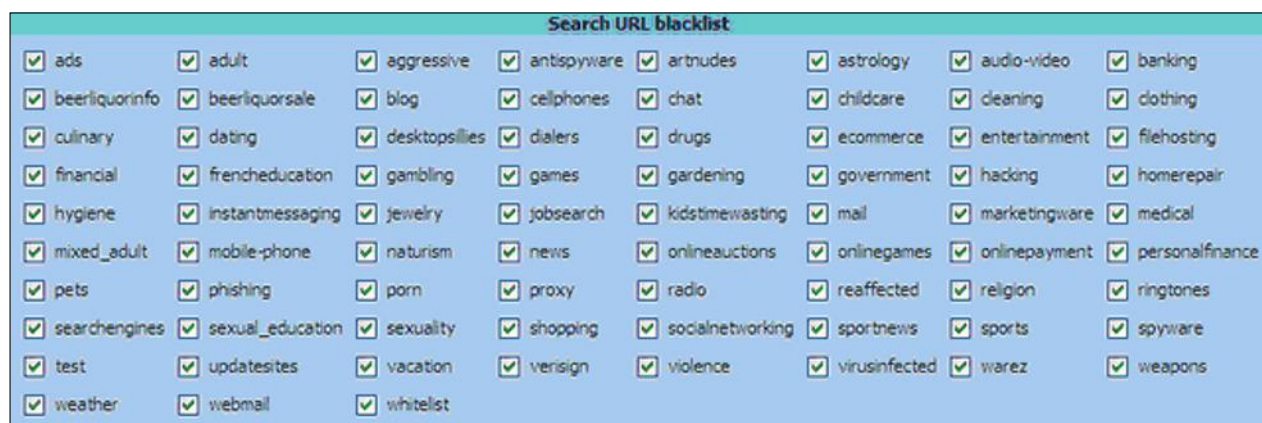 Search URL blacklist
ads adult aggressive antispyware artnudes astrology audio-video banking
beerliquorinfo beerliquorsale blog cellphones chat childcare cleaning clothing
culinary dating desktopsillies dialers drugs ecommerce entertainment filehosting
financial frencheducation gambling games gardening government hacking homerepair
hygiene instantmessaging jewelry jobsearch kidstimewasting mail marketingware medical
mixed_adult mobile-phone naturism news onlineauctions onlinegames onlinepayment personalfinance
pets phishing porn proxy radio reaffected religion ringtones
searchengines sexual_education sexuality shopping socialnetworking sportnews sports spyware
test updatesites vacation verisign violence virusinfected warez weapons
weather webmail whitelist